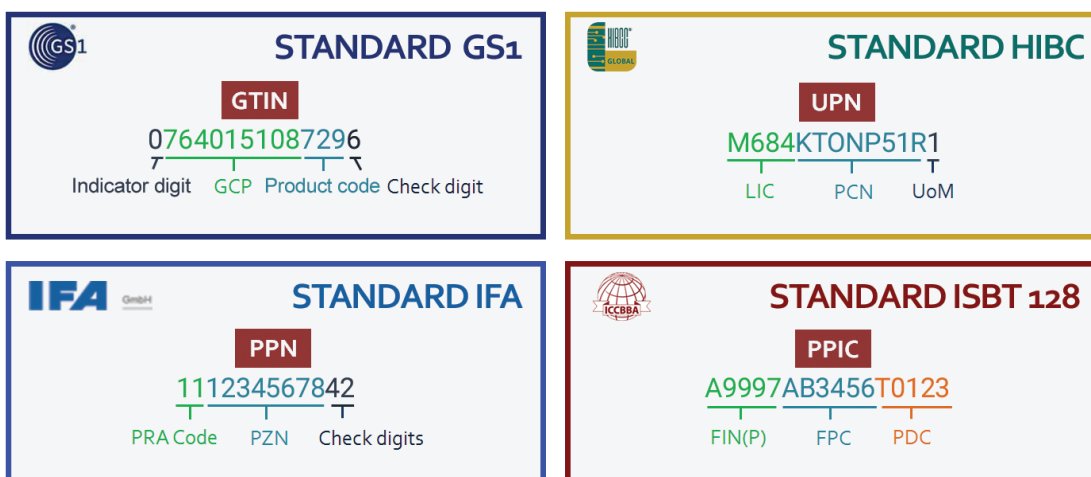 GS1
STANDARD GS1
GTIN
07640151087296
Indicator digit GCP Product code Check digit
HIBCC
GLOBAL
STANDARD HIBC
UPN
M684KTONP51R1
LIC PCN UoM
IFA GmbH
STANDARD IFA
PPN
111234567842
PRA Code PZN Check digits
ICCBBA
STANDARD ISBT 128
PPIC
A9997AB3456T0123
FIN(P) FPC PDC